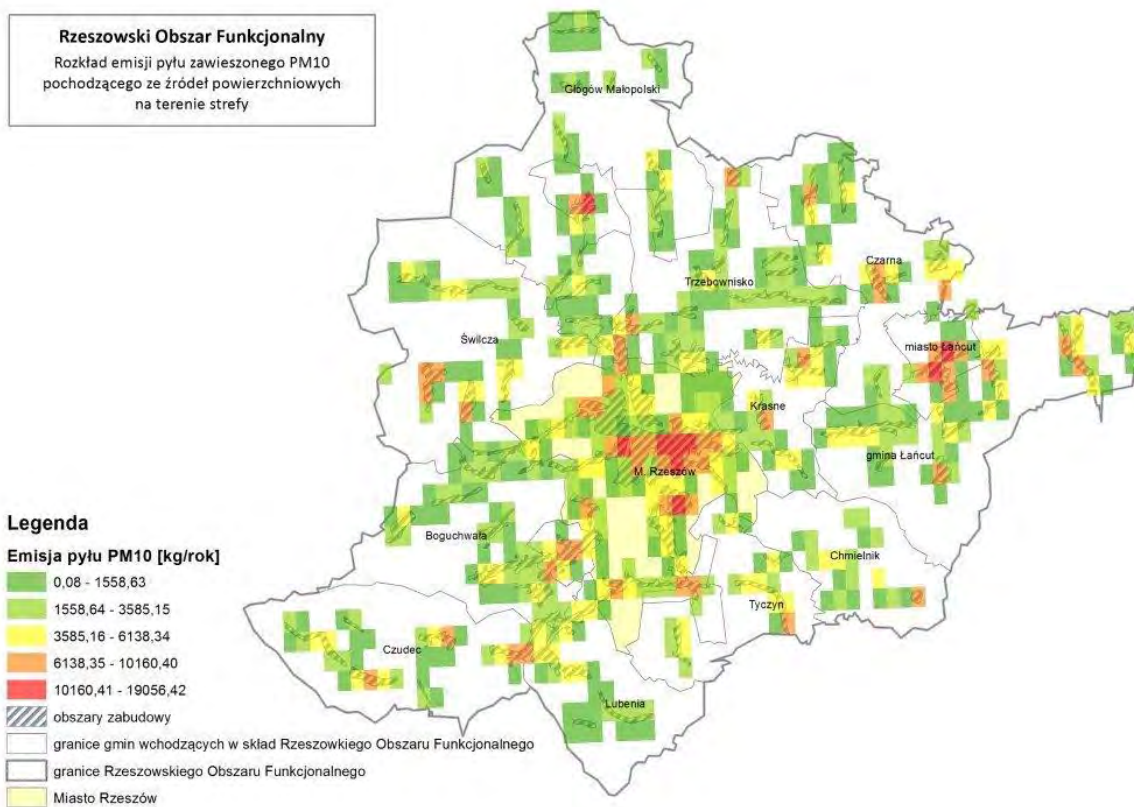 Rzeszowski Obszar Funkcjonalny
Rozkład emisji pyłu zawieszonego PM10
pochodzącego ze źródeł powierzchniowych
na terenie strefy
Głogów Małopolski
Czarna
Trzebownisko
Świlcza
miasto Łańcut
Krasne
gmina Łańcut
M. Rzeszów
Boguchwała
Chmielnik
Tyczyn
Czudec
Lubenia
Legenda
Emisja pyłu PM10 [kg/rok]
0,08 - 1558,63
1558,64 - 3585,15
3585,16 - 6138,34
6138,35 - 10160,40
10160,41 - 19056,42
obszary zabudowy
granice gmin wchodzących w skład Rzeszowkiego Obszaru Funkcjonalnego
granice Rzeszowskiego Obszaru Funkcjonalnego
Miasto Rzeszów